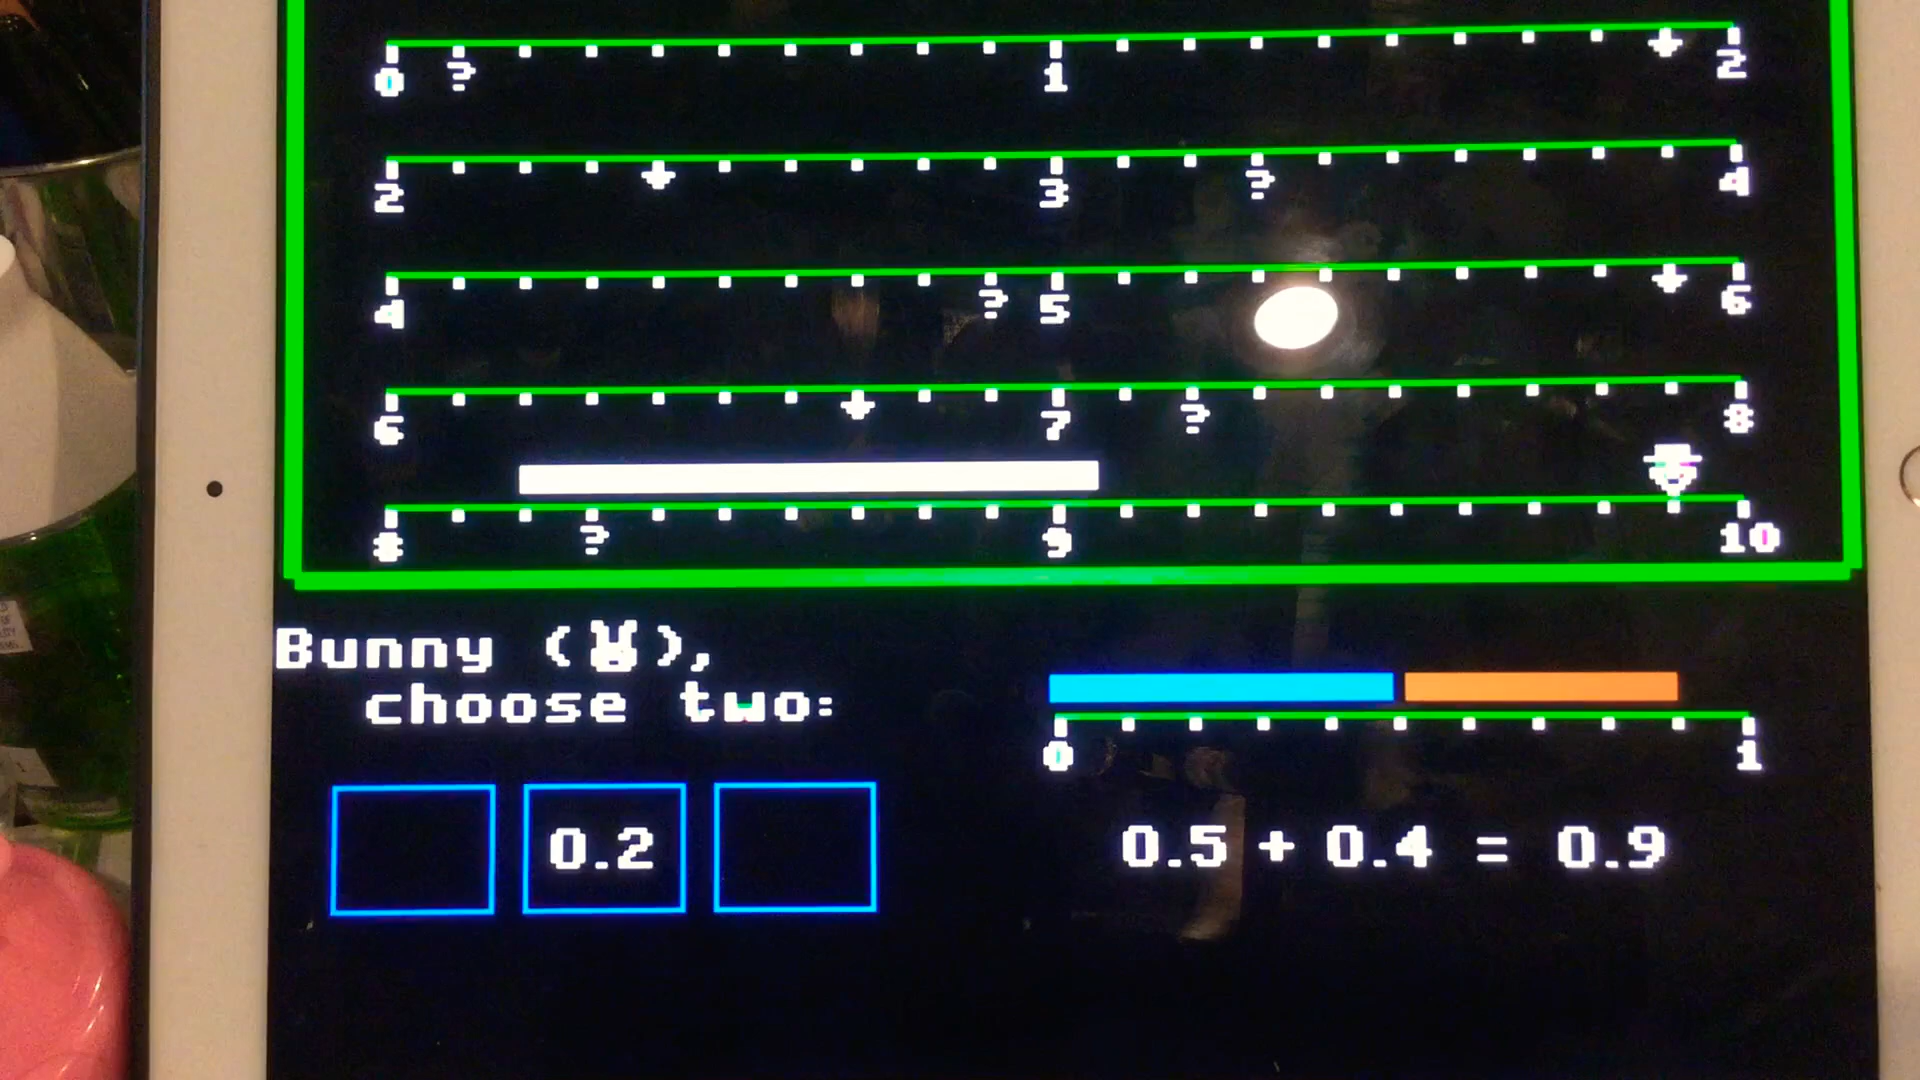 0 ? 1 2
2 3 ? 4
4 ? 5 6
6 7 ? 8
8 ? 9 10
Bunny ( ),
choose two:
0 1
0.2
0.5 + 0.4 = 0.9